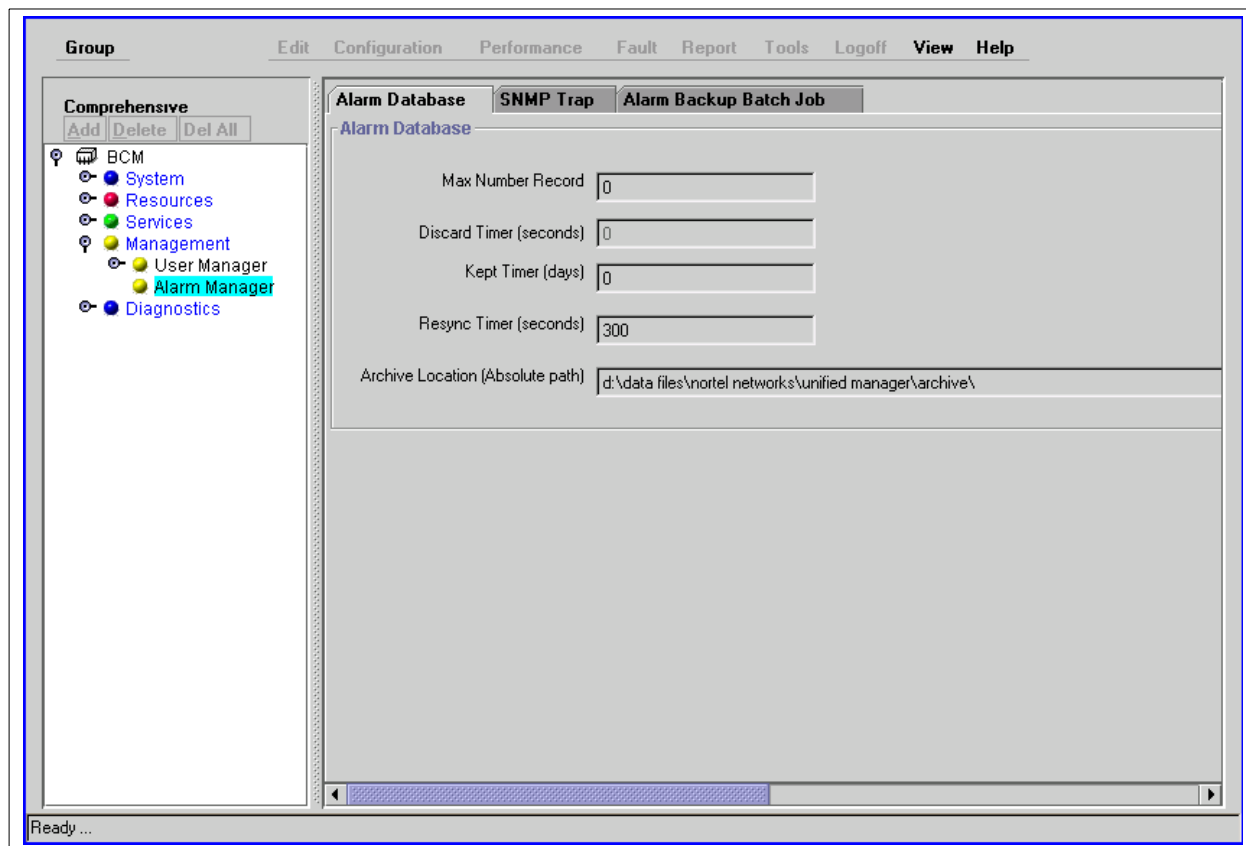 Group Edit Configuration Performance Fault Report Tools Logoff View Help
Comprehensive
Add Delete Del All
BCM
System
Resources
Services
Management
User Manager
Alarm Manager
Diagnostics
Alarm Database SNMP Trap Alarm Backup Batch Job
Alarm Database
Max Number Record 0
Discard Timer (seconds) 0
Kept Timer (days) 0
Resync Timer (seconds) 300
Archive Location (Absolute path) d:\data files\nortel networks\unified manager\archive\
Ready ...